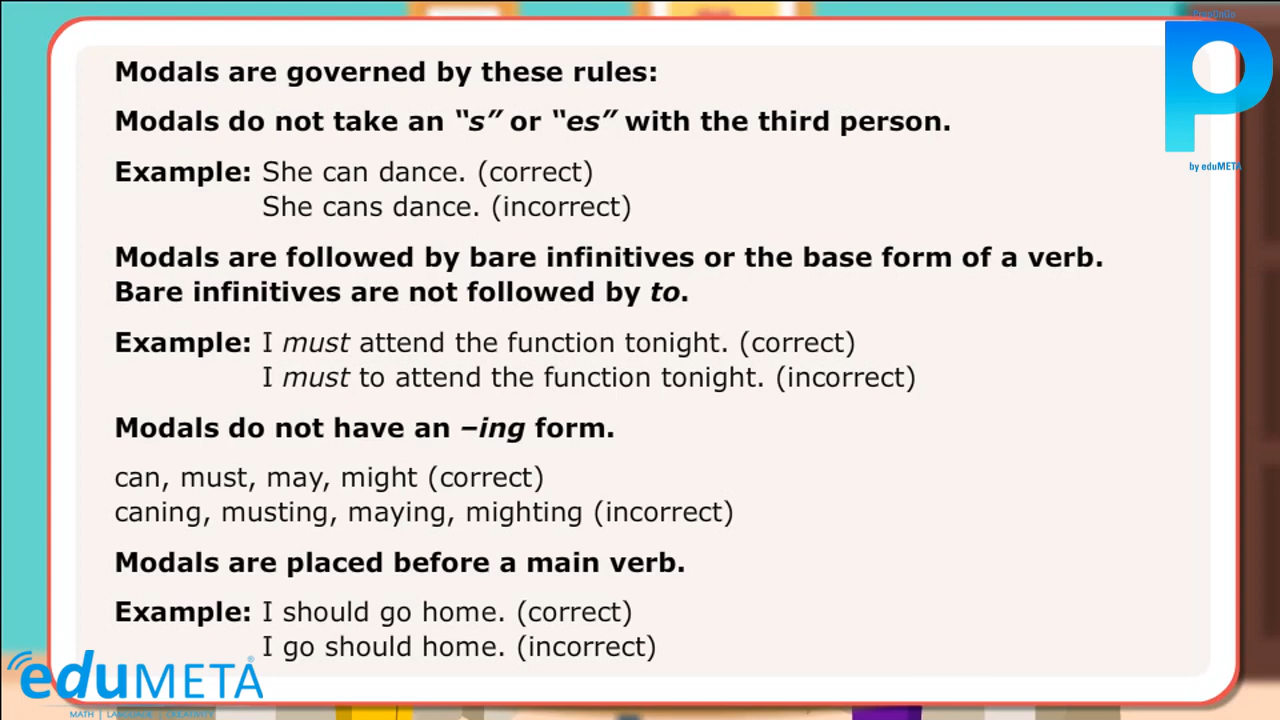 Modals are governed by these rules:
Modals do not take an “s” or “es” with the third person.
Example: She can dance. (correct)
She cans dance. (incorrect)
Modals are followed by bare infinitives or the base form of a verb.
Bare infinitives are not followed by to.
Example: I must attend the function tonight. (correct)
I must to attend the function tonight. (incorrect)
Modals do not have an –ing form.
can, must, may, might (correct)
caning, musting, maying, mighting (incorrect)
Modals are placed before a main verb.
Example: I should go home. (correct)
I go should home. (incorrect)
P
by eduMETA
eduMETA®
MATH | LANGUAGE | CREATIVITY